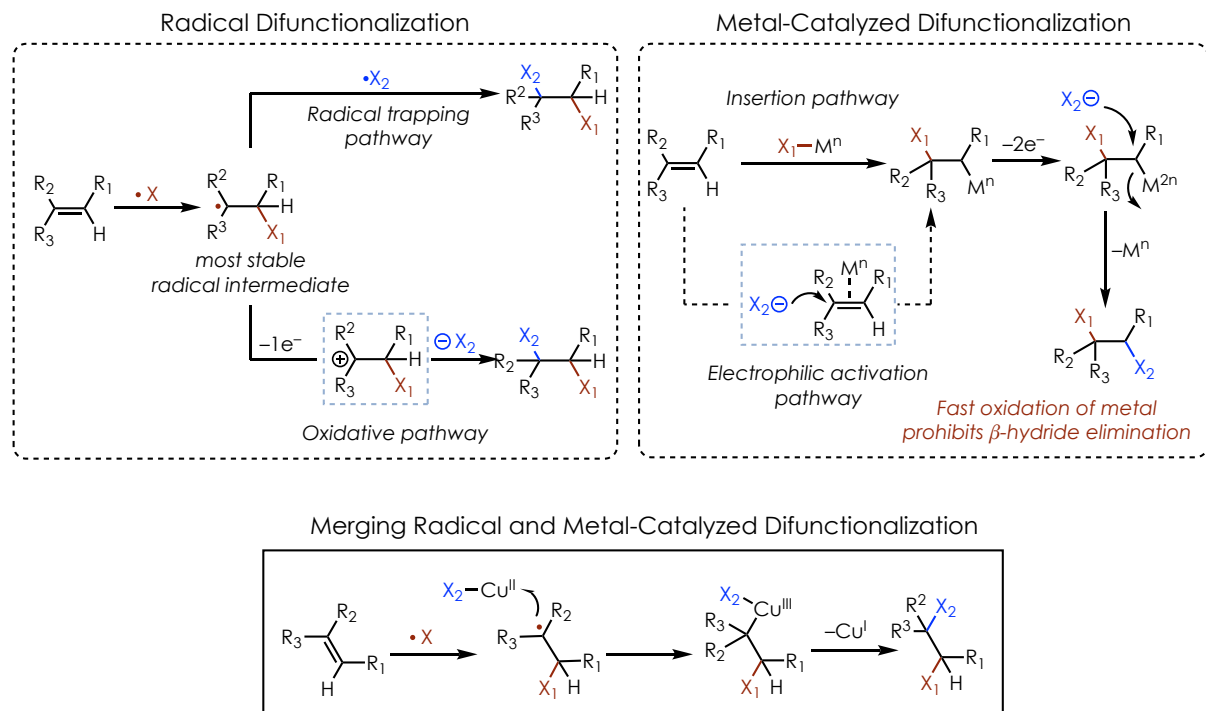 Radical Difunctionalization
•X₂
Radical trapping
pathway
X₂
R₁
R²
H
R³
X₁
R₂
R₁
R₃
H
• X
R²
R₁
H
R³
X₁
most stable
radical intermediate
–1e⁻
R²
R₁
H
R₃
X₁
⊖ X₂
X₂
R₁
R₂
H
R₃
X₁
Oxidative pathway
Metal-Catalyzed Difunctionalization
Insertion pathway
R₂
R₁
R₃
H
X₁–Mⁿ
X₁
R₁
R₂
R₃
Mⁿ
–2e⁻
X₂⊖
X₁
R₁
R₂
R₃
M²ⁿ
–Mⁿ
X₂⊖
Mⁿ
R₂
R₁
R₃
H
Electrophilic activation
pathway
X₁
R₁
R₂
R₃
X₂
Fast oxidation of metal
prohibits β-hydride elimination
Merging Radical and Metal-Catalyzed Difunctionalization
R₂
R₃
R₁
H
• X
X₂–Cuᴵᴵ
R₂
R₃
R₁
X₁
H
X₂
Cuᴵᴵᴵ
R₃
R₂
R₁
X₁
H
–Cuᴵ
R²
X₂
R³
R₁
X₁
H